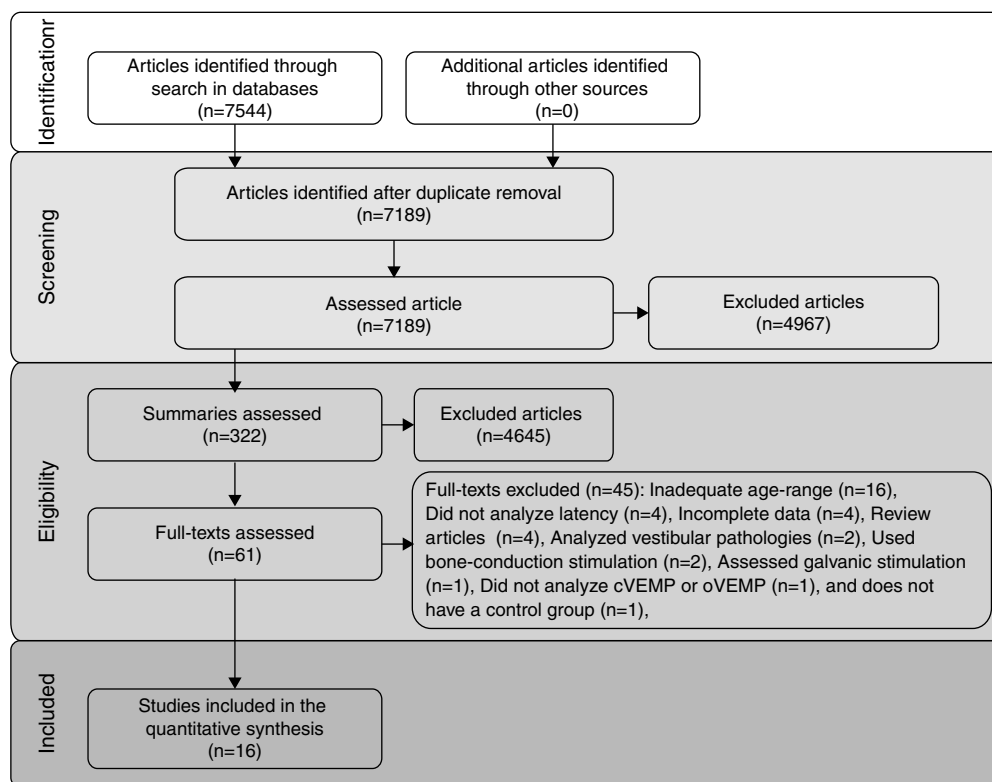 Identificationr
Articles identified through
search in databases
(n=7544)
Additional articles identified
through other sources
(n=0)
Screening
Articles identified after duplicate removal
(n=7189)
Assessed article
(n=7189)
Excluded articles
(n=4967)
Eligibility
Summaries assessed
(n=322)
Excluded articles
(n=4645)
Full-texts assessed
(n=61)
Full-texts excluded (n=45): Inadequate age-range (n=16),
Did not analyze latency (n=4), Incomplete data (n=4), Review
articles (n=4), Analyzed vestibular pathologies (n=2), Used
bone-conduction stimulation (n=2), Assessed galvanic stimulation
(n=1), Did not analyze cVEMP or oVEMP (n=1), and does not
have a control group (n=1),
Included
Studies included in the
quantitative synthesis
(n=16)